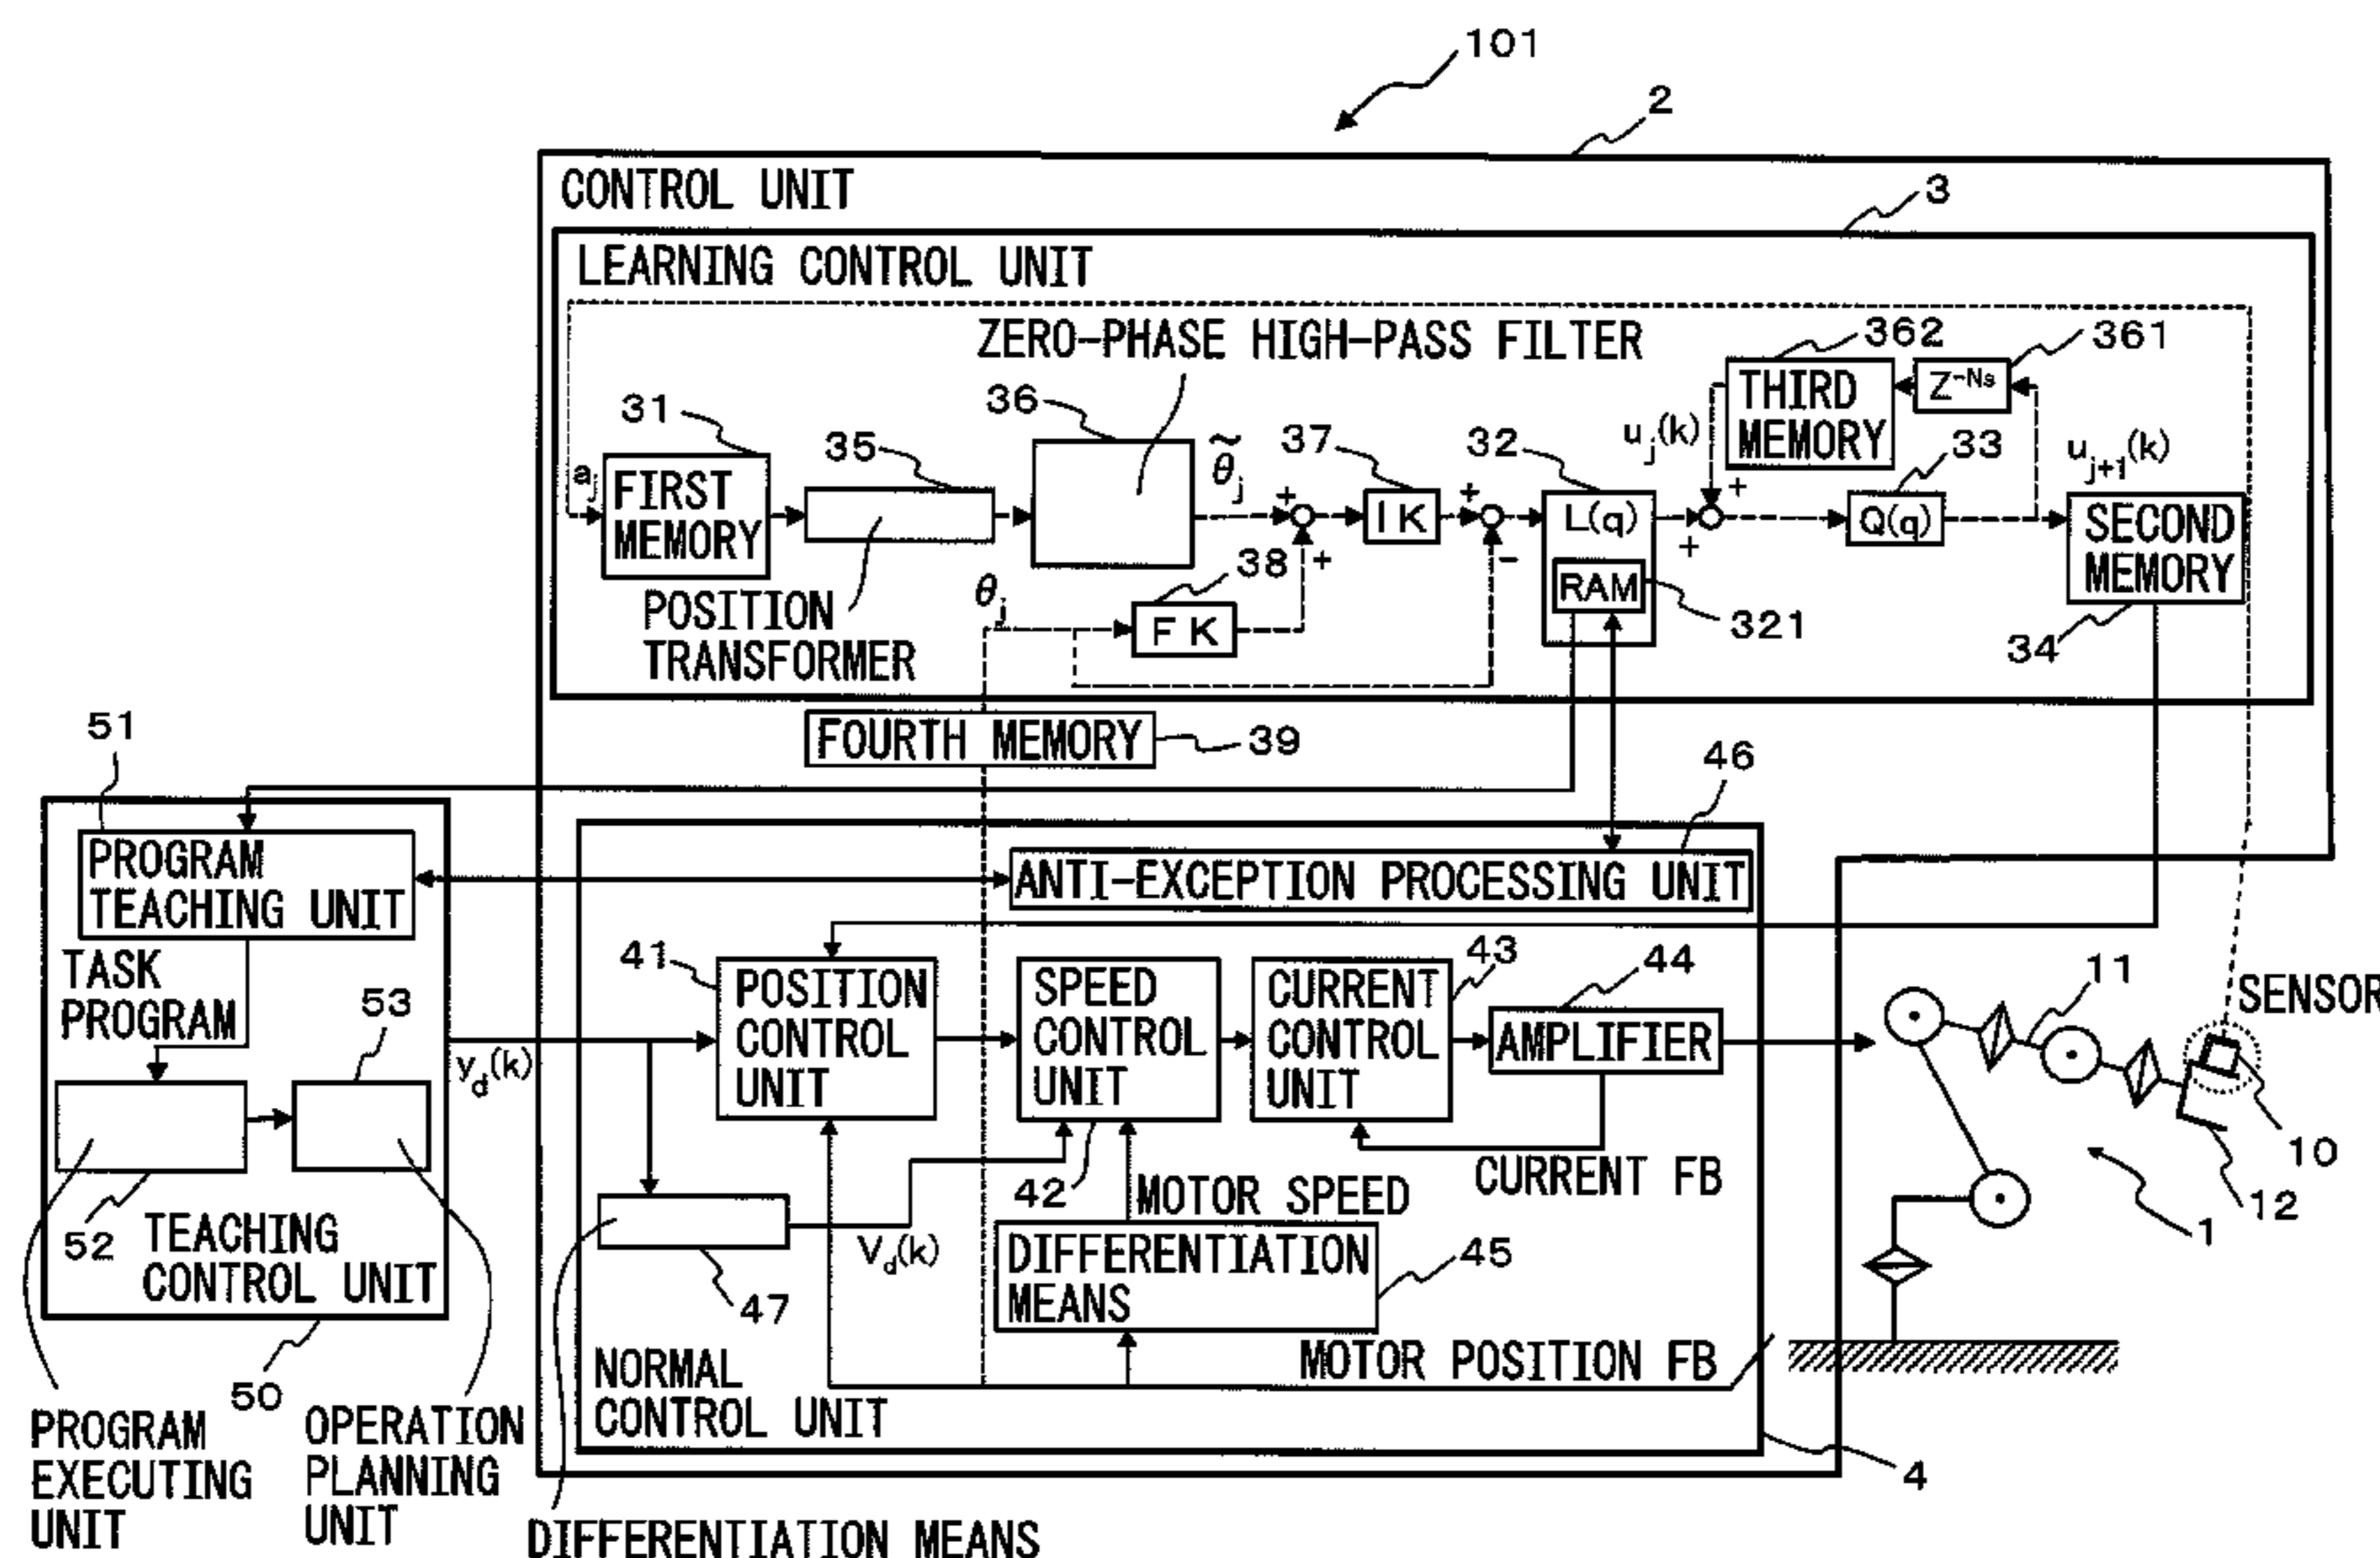 101
2
CONTROL UNIT
3
LEARNING CONTROL UNIT
ZERO-PHASE HIGH-PASS FILTER
362
361
31
35
36
37
32
33
a_j
FIRST
MEMORY
POSITION
TRANSFORMER
θ̃_j
+
+
IK
+
-
L(q)
RAM
321
u_j(k)
+
+
THIRD
MEMORY
Z^-Ns
Q(q)
u_j+1(k)
SECOND
MEMORY
34
θ_j
38
FK
FOURTH MEMORY
39
51
46
PROGRAM
TEACHING UNIT
ANTI-EXCEPTION PROCESSING UNIT
TASK
PROGRAM
53
52
TEACHING
CONTROL UNIT
50
PROGRAM
EXECUTING
UNIT
OPERATION
PLANNING
UNIT
y_d(k)
41
POSITION
CONTROL
UNIT
SPEED
CONTROL
UNIT
42
CURRENT
CONTROL
UNIT
43
44
AMPLIFIER
CURRENT FB
MOTOR SPEED
47
V_d(k)
DIFFERENTIATION
MEANS
45
MOTOR POSITION FB
NORMAL
CONTROL UNIT
4
DIFFERENTIATION MEANS
11
SENSOR
10
12
1